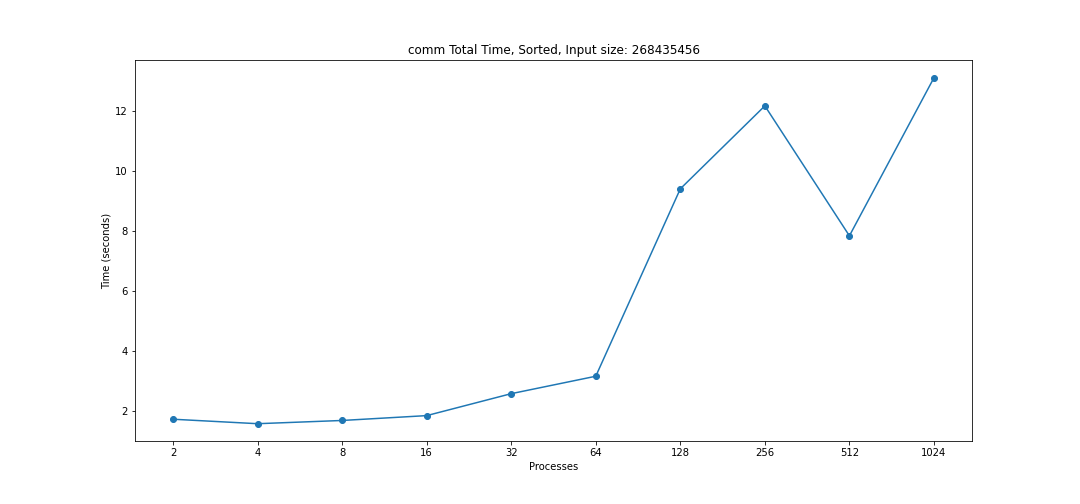 comm Total Time, Sorted, Input size: 268435456
Time (seconds)
12
10
8
6
4
2
2 4 8 16 32 64 128 256 512 1024
Processes